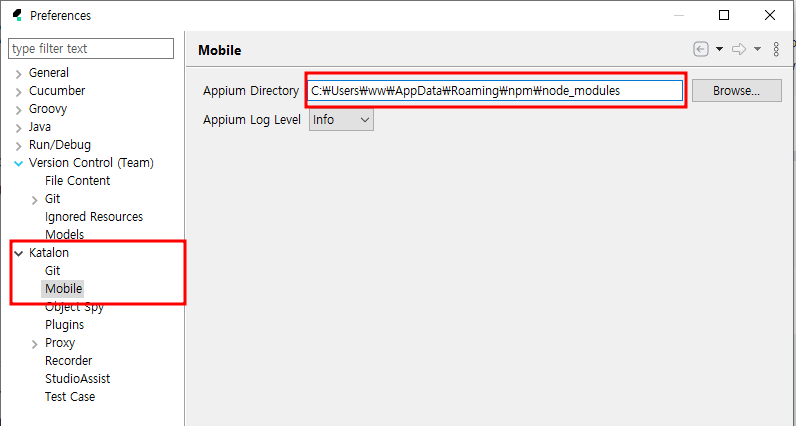 Preferences
type filter text
General
Cucumber
Groovy
Java
Run/Debug
Version Control (Team)
File Content
Git
Ignored Resources
Models
Katalon
Git
Mobile
Object Spy
Plugins
Proxy
Recorder
StudioAssist
Test Case
Mobile
Appium Directory C:₩Users₩ww₩AppData₩Roaming₩npm₩node_modules Browse...
Appium Log Level Info